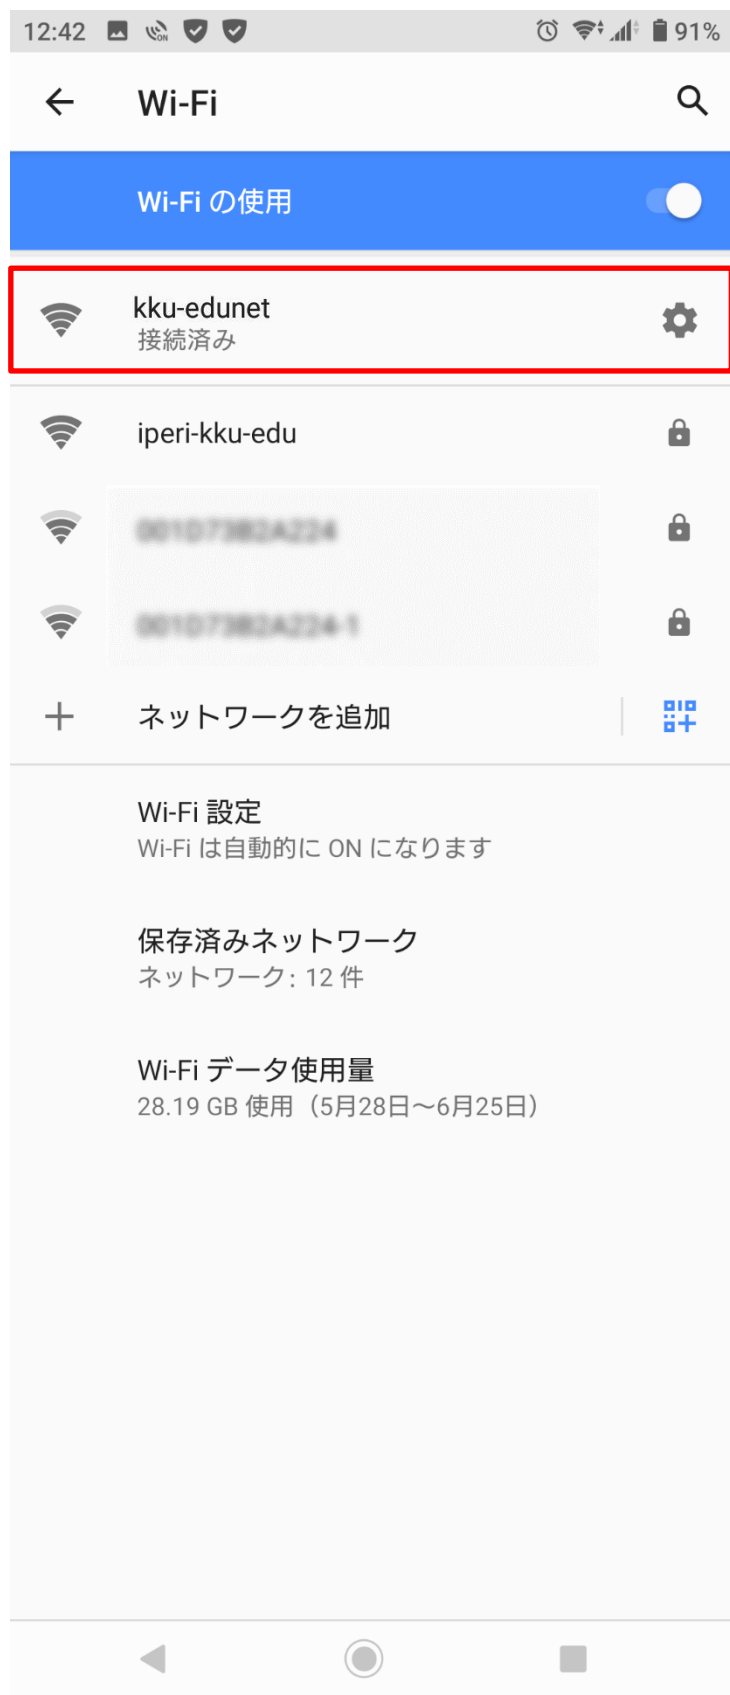 12:42 ON 91%
Wi-Fi
Wi-Fi の使用
kku-edunet
接続済み
iperi-kku-edu
ネットワークを追加
Wi-Fi 設定
Wi-Fi は自動的に ON になります
保存済みネットワーク
ネットワーク: 12 件
Wi-Fi データ使用量
28.19 GB 使用（5月28日～6月25日）